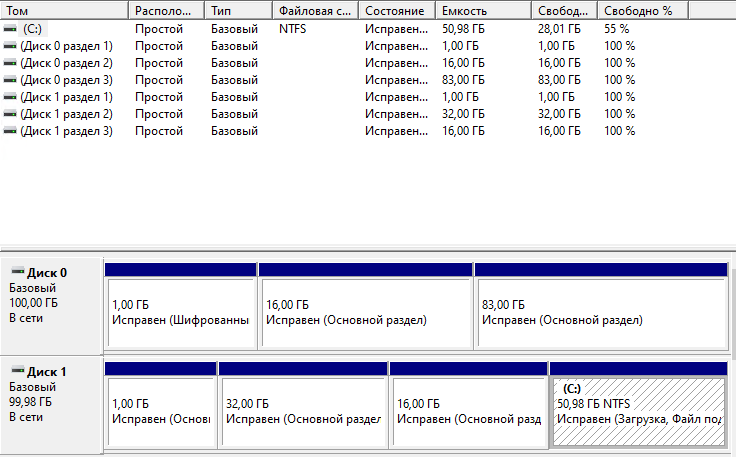 Том Располо... Тип Файловая с... Состояние Емкость Свобод... Свободно %
(C:) Простой Базовый NTFS Исправен... 50,98 ГБ 28,01 ГБ 55 %
(Диск 0 раздел 1) Простой Базовый Исправен... 1,00 ГБ 1,00 ГБ 100 %
(Диск 0 раздел 2) Простой Базовый Исправен... 16,00 ГБ 16,00 ГБ 100 %
(Диск 0 раздел 3) Простой Базовый Исправен... 83,00 ГБ 83,00 ГБ 100 %
(Диск 1 раздел 1) Простой Базовый Исправен... 1,00 ГБ 1,00 ГБ 100 %
(Диск 1 раздел 2) Простой Базовый Исправен... 32,00 ГБ 32,00 ГБ 100 %
(Диск 1 раздел 3) Простой Базовый Исправен... 16,00 ГБ 16,00 ГБ 100 %
Диск 0
Базовый
100,00 ГБ
В сети
1,00 ГБ
Исправен (Шифрованны
16,00 ГБ
Исправен (Основной раздел)
83,00 ГБ
Исправен (Основной раздел)
Диск 1
Базовый
99,98 ГБ
В сети
1,00 ГБ
Исправен (Основн
32,00 ГБ
Исправен (Основной раздел
16,00 ГБ
Исправен (Основной разд
(C:)
50,98 ГБ NTFS
Исправен (Загрузка, Файл под